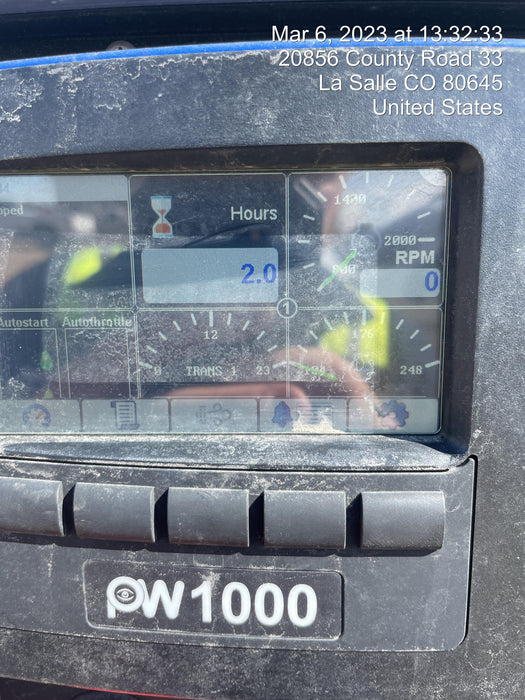 Mar 6, 2023 at 13:32:33
20856 County Road 33
La Salle CO 80645
United States
Hours
2.0
1400
2000
RPM
800
0
1
Autostart Autothrottle
12
0 TRANS 1 23
176
248
PW1000